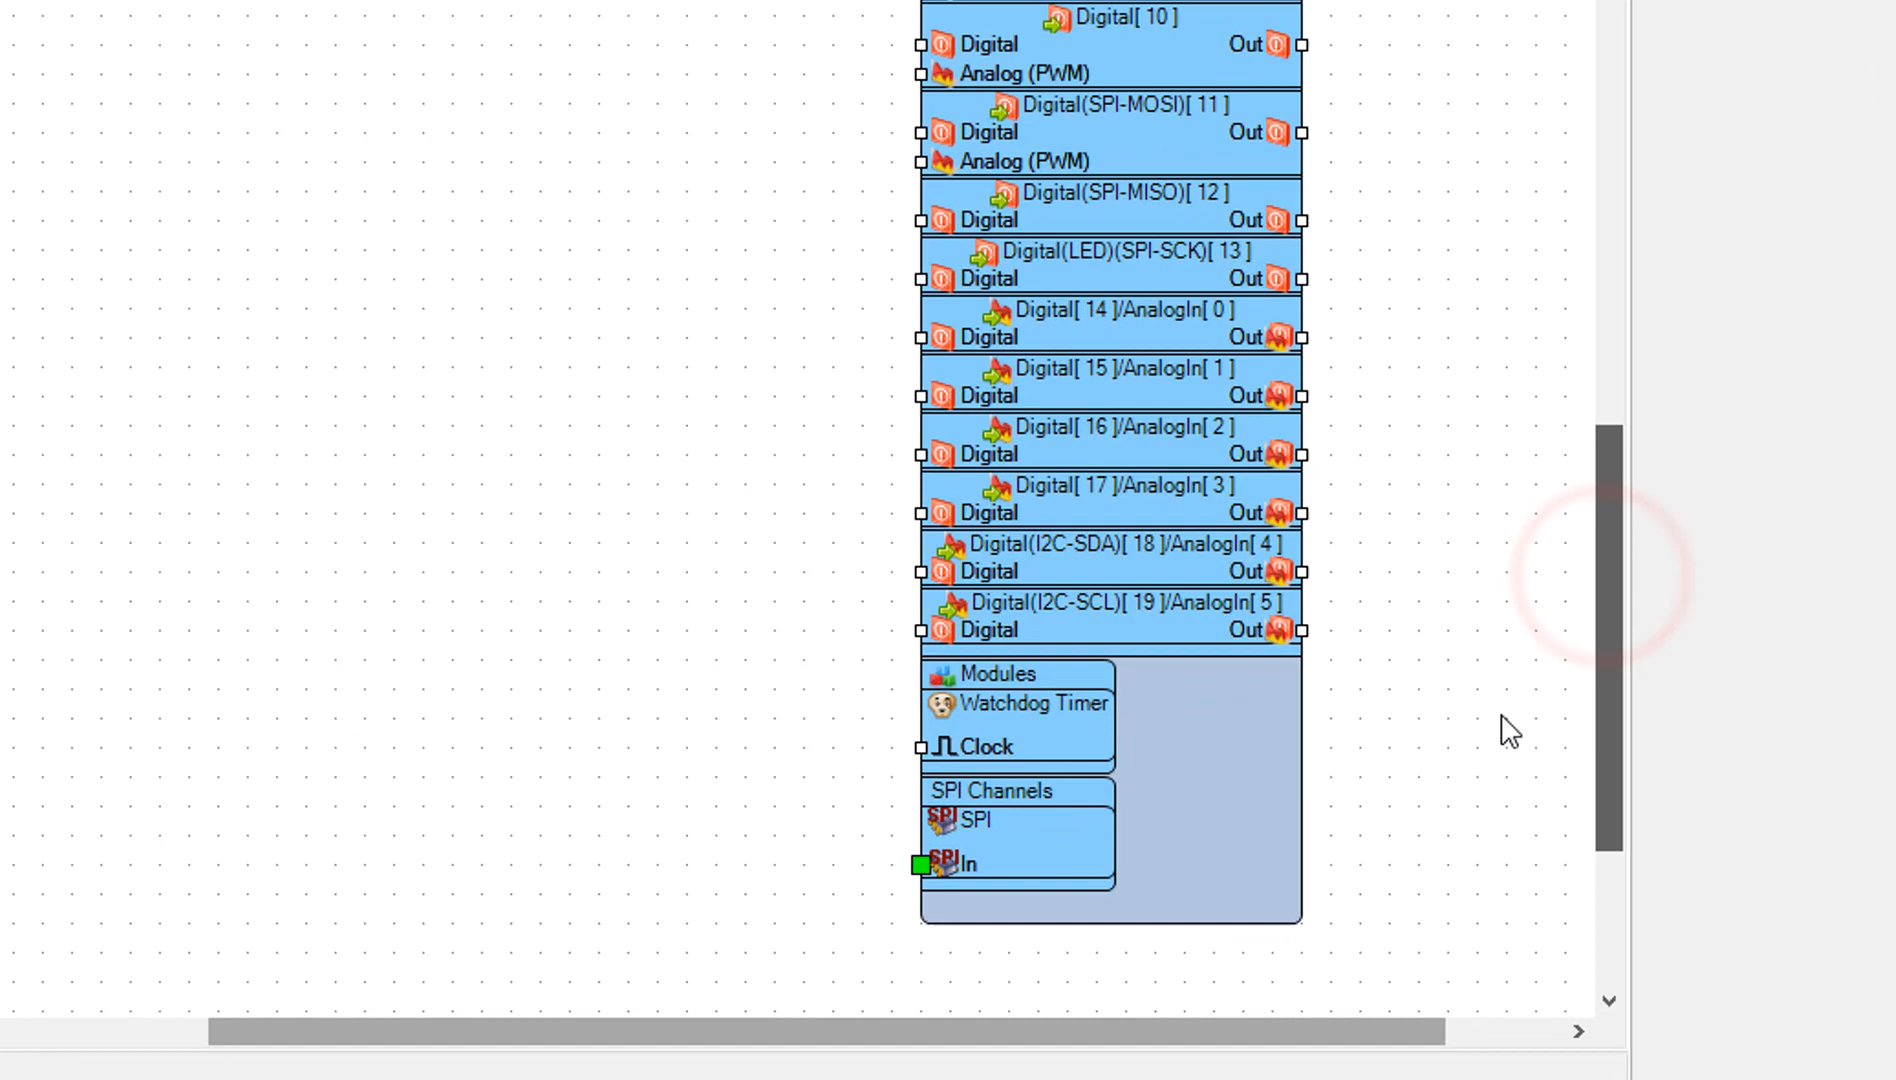 Digital[ 10 ]
Digital Out
Analog (PWM)
Digital(SPI-MOSI)[ 11 ]
Digital Out
Analog (PWM)
Digital(SPI-MISO)[ 12 ]
Digital Out
Digital(LED)(SPI-SCK)[ 13 ]
Digital Out
Digital[ 14 ]/AnalogIn[ 0 ]
Digital Out
Digital[ 15 ]/AnalogIn[ 1 ]
Digital Out
Digital[ 16 ]/AnalogIn[ 2 ]
Digital Out
Digital[ 17 ]/AnalogIn[ 3 ]
Digital Out
Digital(I2C-SDA)[ 18 ]/AnalogIn[ 4 ]
Digital Out
Digital(I2C-SCL)[ 19 ]/AnalogIn[ 5 ]
Digital Out
Modules
Watchdog Timer
Clock
SPI Channels
SPI SPI
SPI In